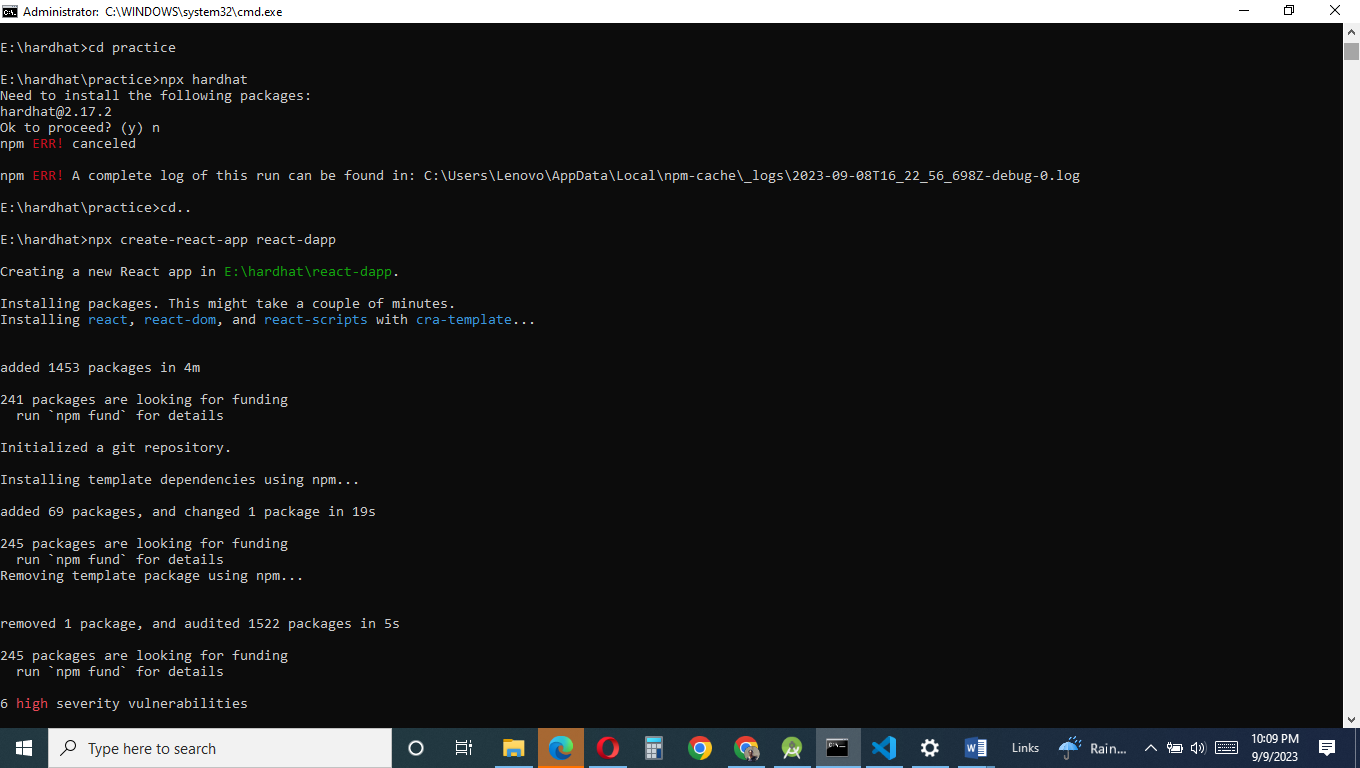 Administrator: C:\WINDOWS\system32\cmd.exe
E:\hardhat>cd practice
E:\hardhat\practice>npx hardhat
Need to install the following packages:
hardhat@2.17.2
Ok to proceed? (y) n
npm ERR! canceled
npm ERR! A complete log of this run can be found in: C:\Users\Lenovo\AppData\Local\npm-cache\_logs\2023-09-08T16_22_56_698Z-debug-0.log
E:\hardhat\practice>cd..
E:\hardhat>npx create-react-app react-dapp
Creating a new React app in E:\hardhat\react-dapp.
Installing packages. This might take a couple of minutes.
Installing react, react-dom, and react-scripts with cra-template...
added 1453 packages in 4m
241 packages are looking for funding
  run `npm fund` for details
Initialized a git repository.
Installing template dependencies using npm...
added 69 packages, and changed 1 package in 19s
245 packages are looking for funding
  run `npm fund` for details
Removing template package using npm...
removed 1 package, and audited 1522 packages in 5s
245 packages are looking for funding
  run `npm fund` for details
6 high severity vulnerabilities
Type here to search
Links
Rain...
10:09 PM
9/9/2023